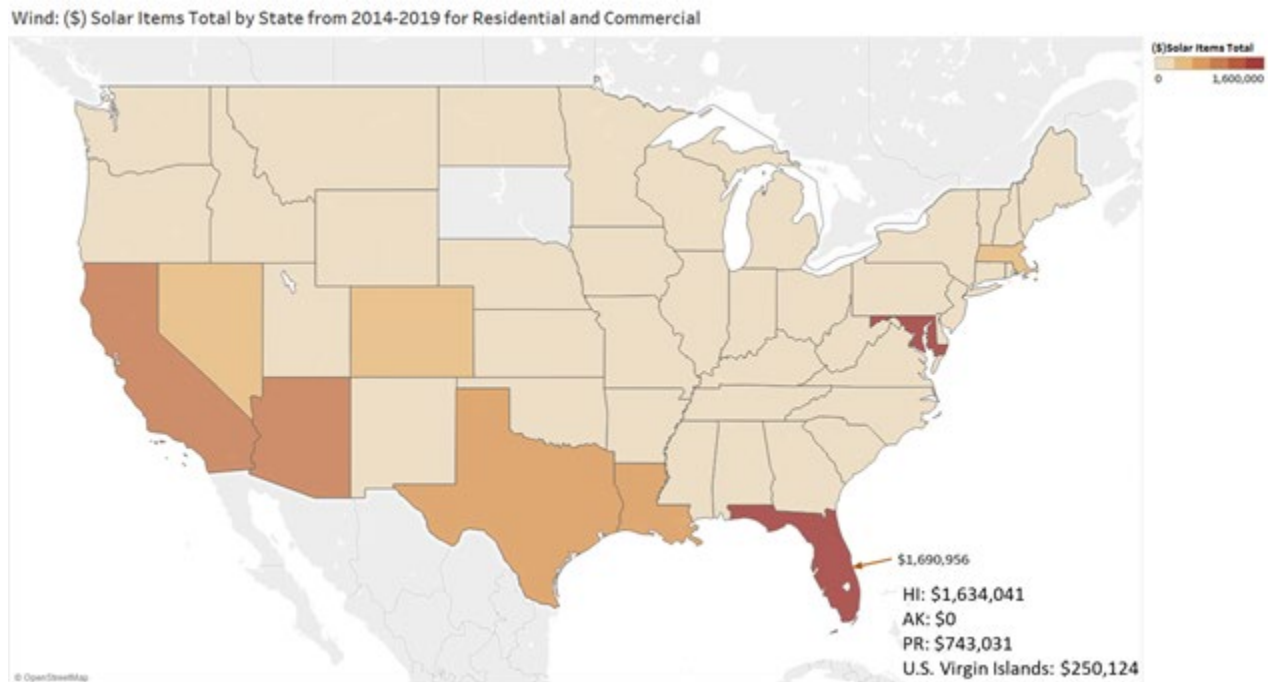 Wind: ($) Solar Items Total by State from 2014-2019 for Residential and Commercial
($)Solar Items Total
0 1,600,000
$1,690,956
HI: $1,634,041
AK: $0
PR: $743,031
U.S. Virgin Islands: $250,124
© OpenStreetMap